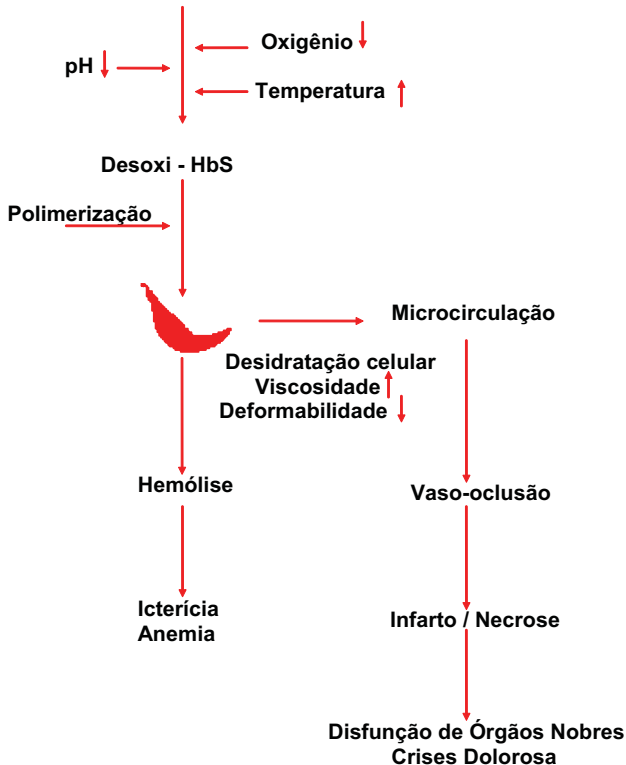 Oxigênio
pH
Temperatura
Desoxi - HbS
Polimerização
Microcirculação
Desidratação celular
Viscosidade
Deformabilidade
Hemólise
Vaso-oclusão
Icterícia
Anemia
Infarto / Necrose
Disfunção de Órgãos Nobres
Crises Dolorosa